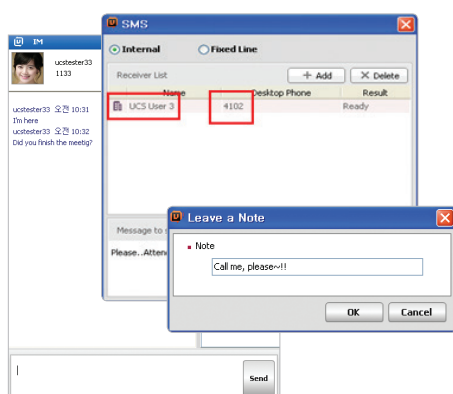 SMS
Internal
Fixed Line
Receiver List
+ Add
Delete
Name
Desktop Phone
Result
UCS User 3
4102
Ready
IM
ucstester33
1133
ucstester33 오전 10:31
I'm here
ucstester33 오전 10:32
Did you finish the meetig?
Message to s
Please..Atten
Leave a Note
Note
Call me, please~!!
OK
Cancel
Send